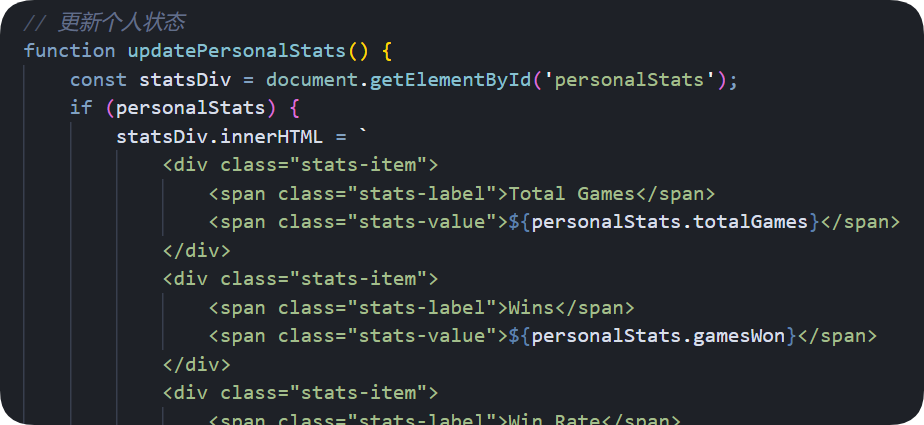 // 更新个人状态
function updatePersonalStats() {
const statsDiv = document.getElementById('personalStats');
if (personalStats) {
statsDiv.innerHTML = `
<div class="stats-item">
<span class="stats-label">Total Games</span>
<span class="stats-value">${personalStats.totalGames}</span>
</div>
<div class="stats-item">
<span class="stats-label">Wins</span>
<span class="stats-value">${personalStats.gamesWon}</span>
</div>
<div class="stats-item">
<span class="stats-label">Win Rate</span>